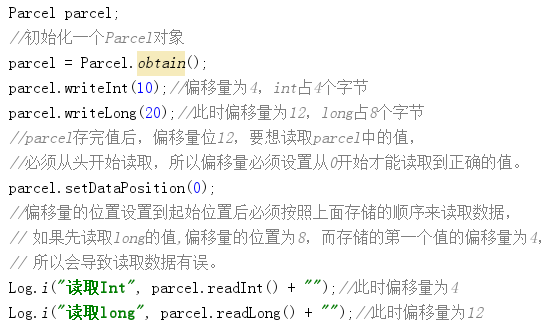 Parcel parcel;
//初始化一个Parcel对象
parcel = Parcel.obtain();
parcel.writeInt(10);//偏移量为4，int占4个字节
parcel.writeLong(20);//此时偏移量为12，long占8个字节
//parcel存完值后，偏移量位12，要想读取parcel中的值，
//必须从头开始读取，所以偏移量必须设置从0开始才能读取到正确的值。
parcel.setDataPosition(0);
//偏移量的位置设置到起始位置后必须按照上面存储的顺序来读取数据，
// 如果先读取long的值,偏移量的位置为8，而存储的第一个值的偏移量为4，
// 所以会导致读取数据有误。
Log.i("读取Int", parcel.readInt() + "");//此时偏移量为4
Log.i("读取long", parcel.readLong() + "");//此时偏移量为12